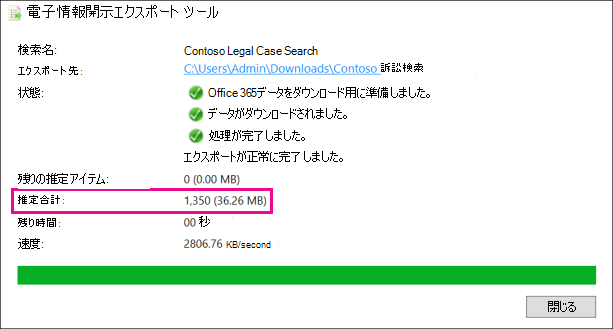 電子情報開示エクスポート ツール
検索名: Contoso Legal Case Search
エクスポート先: C:\Users\Admin\Downloads\Contoso 訴訟検索
状態: Office 365データをダウンロード用に準備しました。
データがダウンロードされました。
処理が完了しました。
エクスポートが正常に完了しました。
残りの推定アイテム: 0 (0.00 MB)
推定合計: 1,350 (36.26 MB)
残り時間: 00 秒
速度: 2806.76 KB/second
閉じる